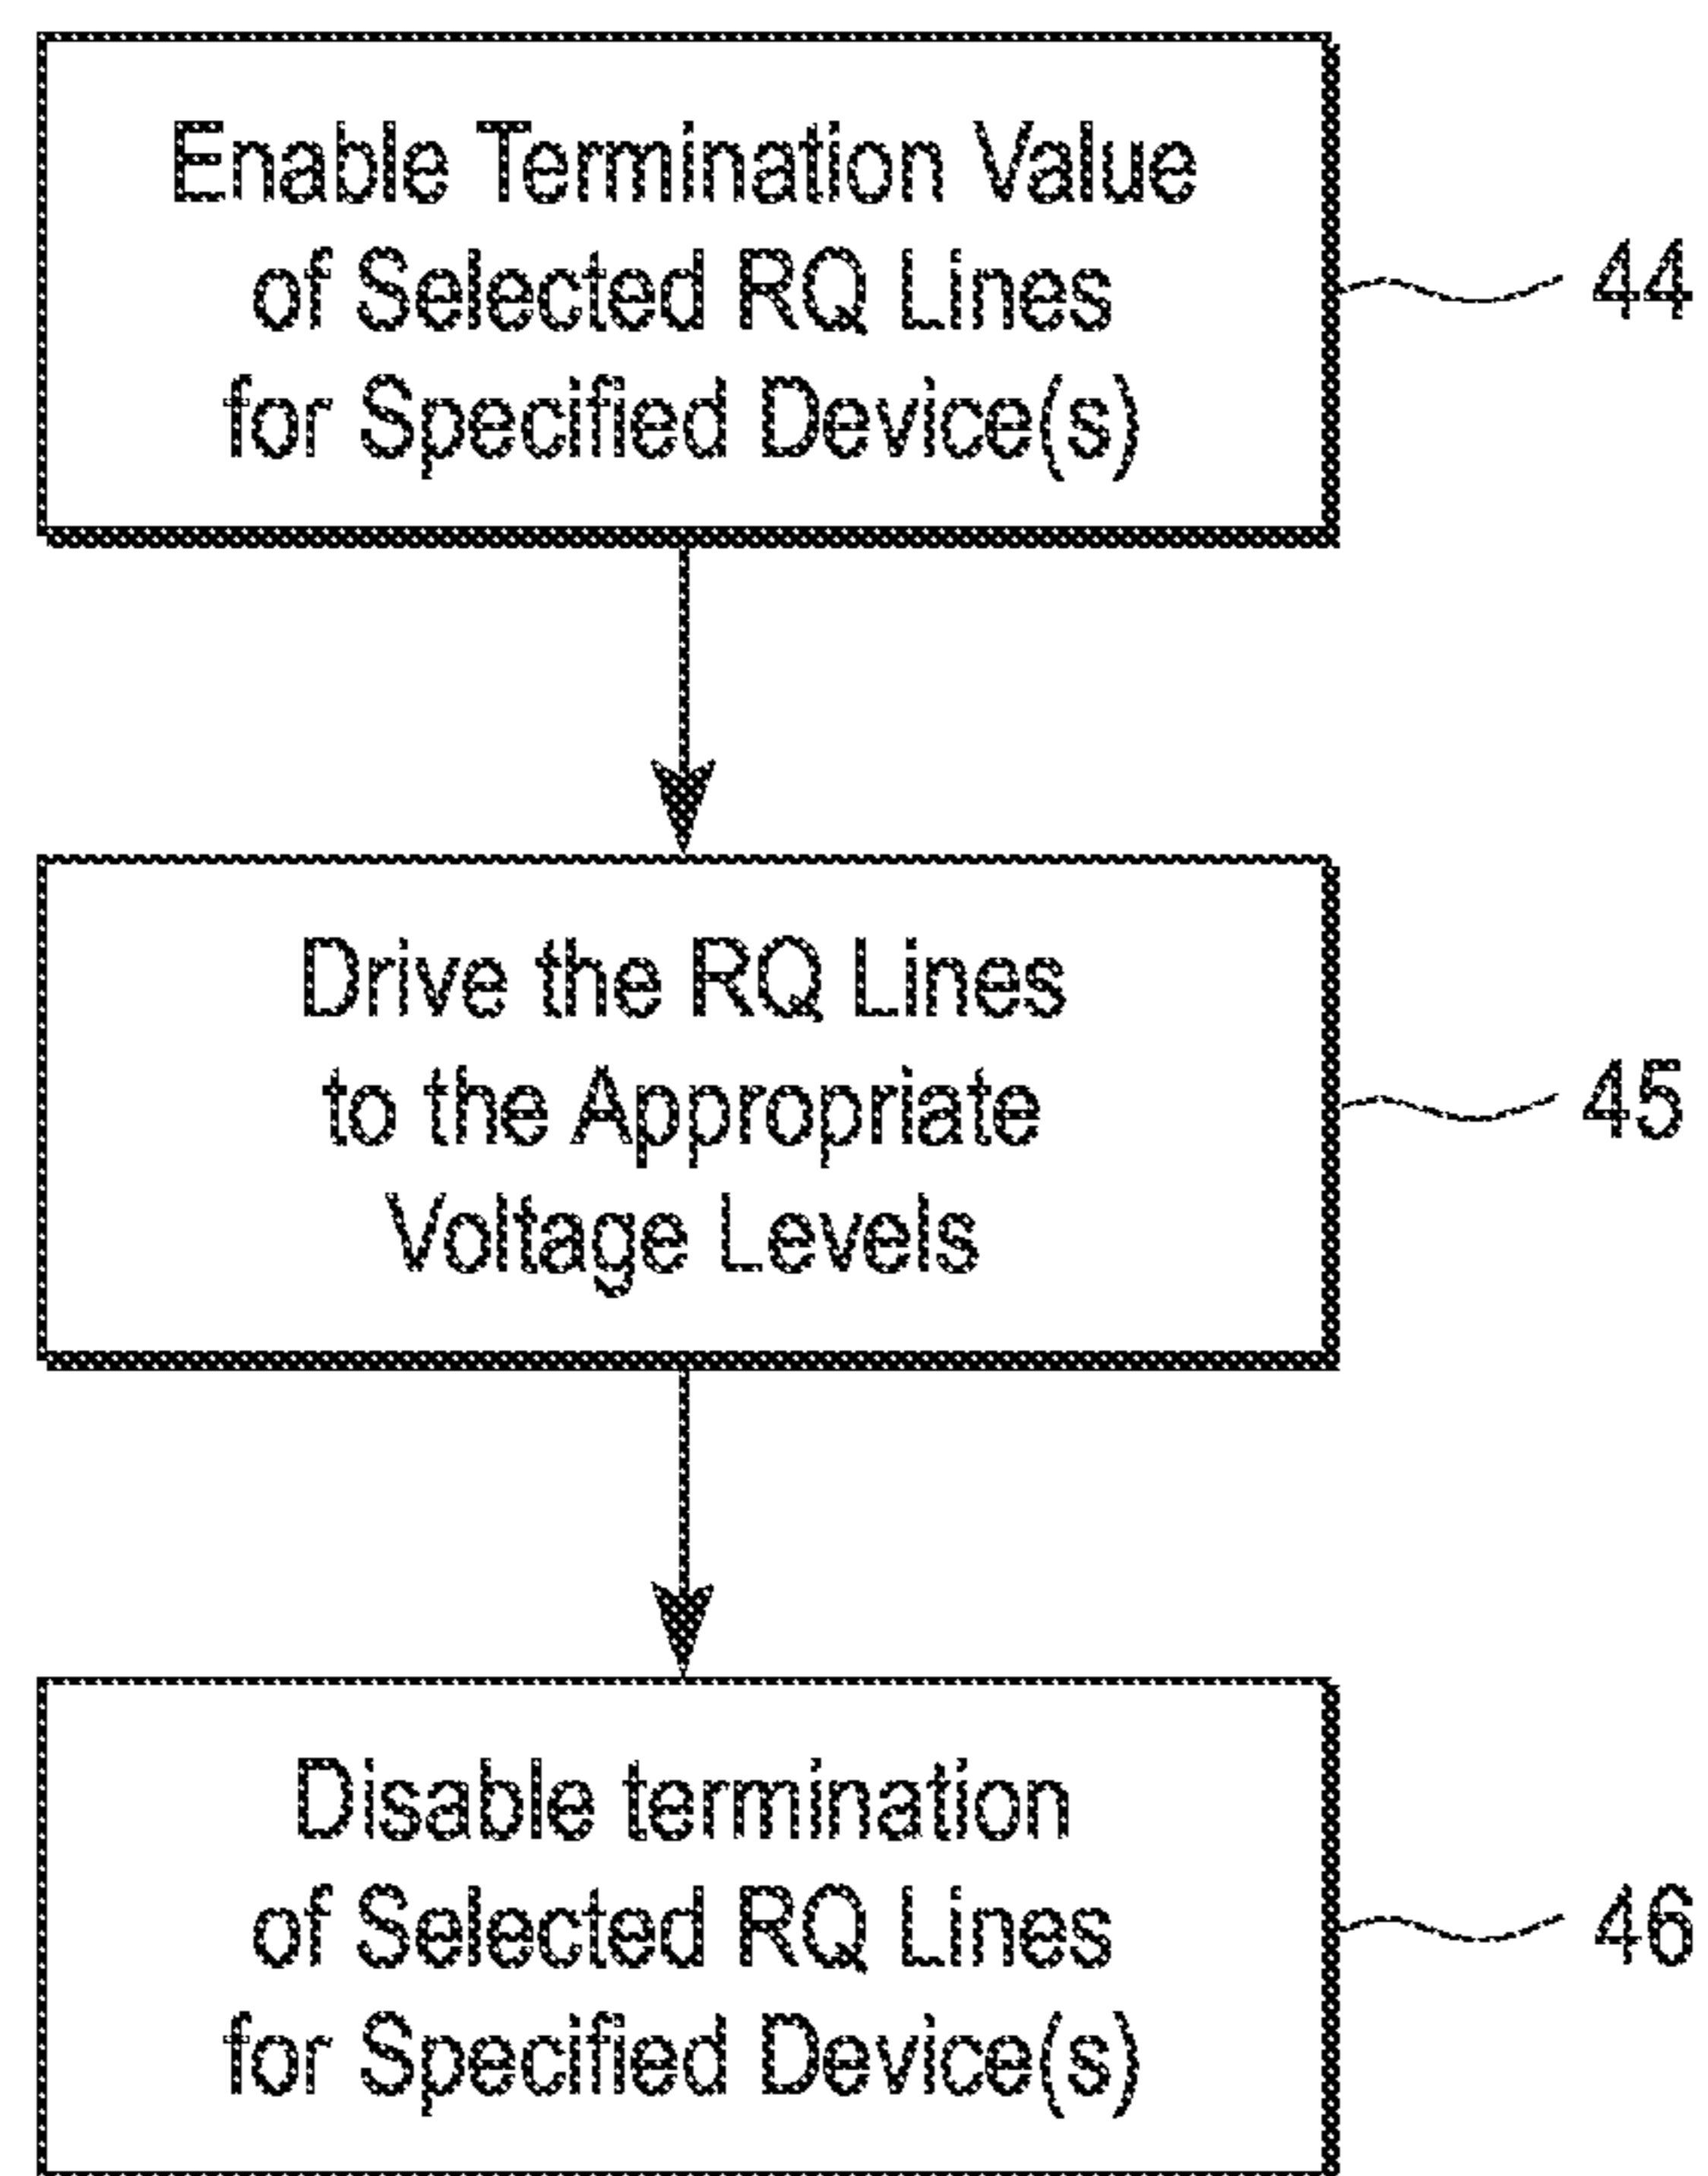 Enable Termination Value
of Selected RQ Lines
for Specified Device(s)
44
Drive the RQ Lines
to the Appropriate
Voltage Levels
45
Disable termination
of Selected RQ Lines
for Specified Device(s)
46